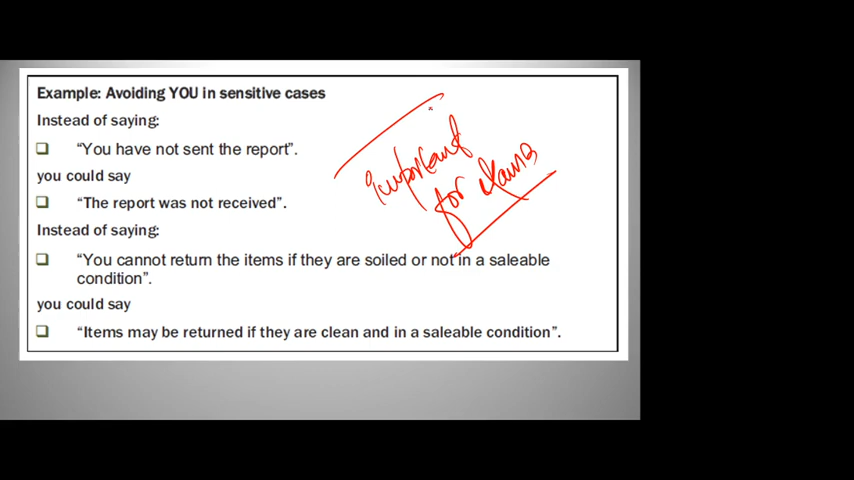 Example: Avoiding YOU in sensitive cases
Instead of saying:
“You have not sent the report”.
you could say
“The report was not received”.
Instead of saying:
“You cannot return the items if they are soiled or not in a saleable
condition”.
you could say
“Items may be returned if they are clean and in a saleable condition”.
Important
for